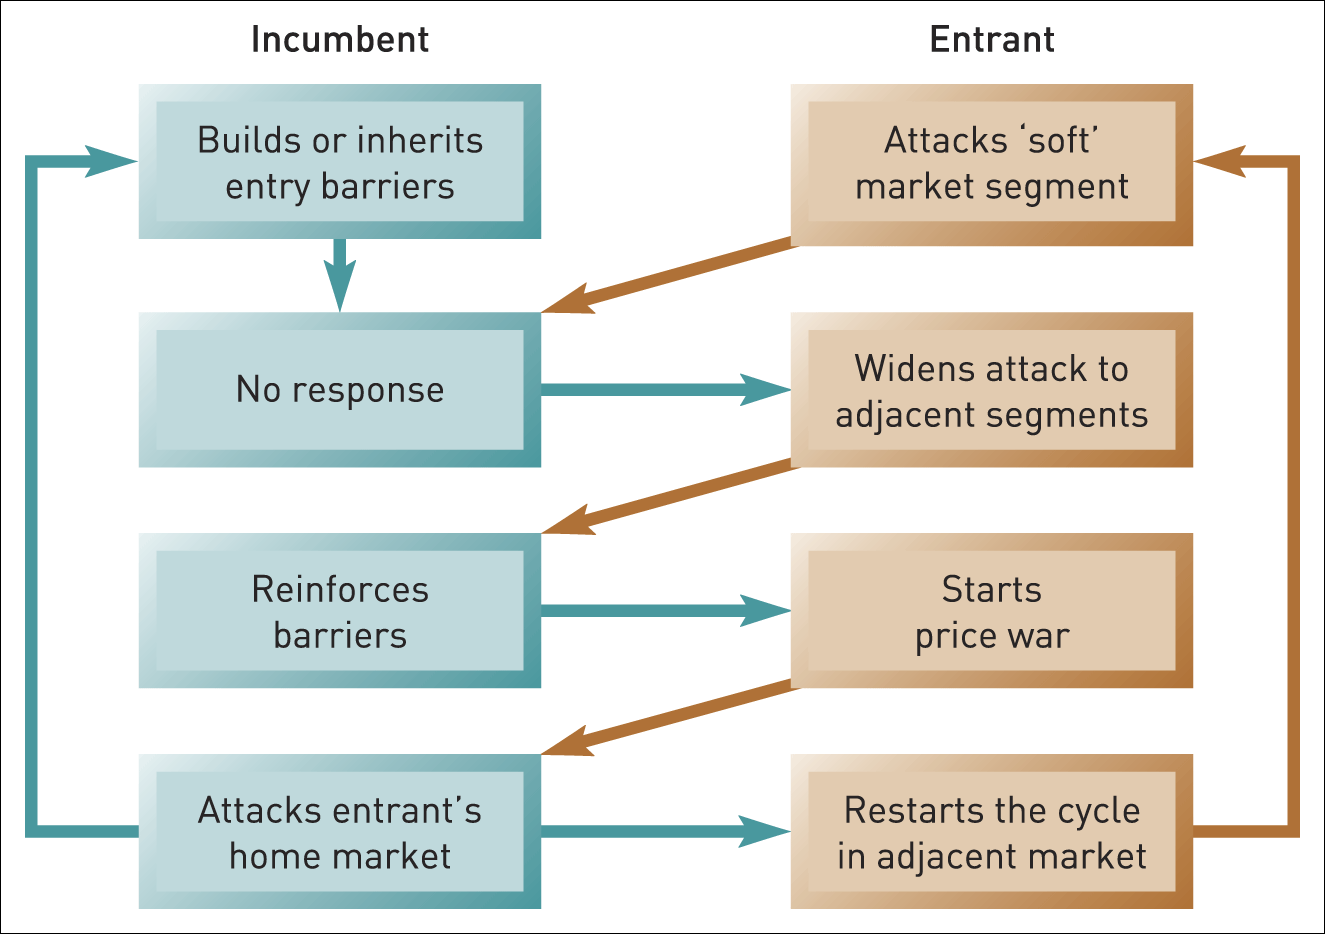 Incumbent
Entrant
Builds or inherits
entry barriers
Attacks ‘soft’
market segment
No response
Widens attack to
adjacent segments
Reinforces
barriers
Starts
price war
Attacks entrant’s
home market
Restarts the cycle
in adjacent market